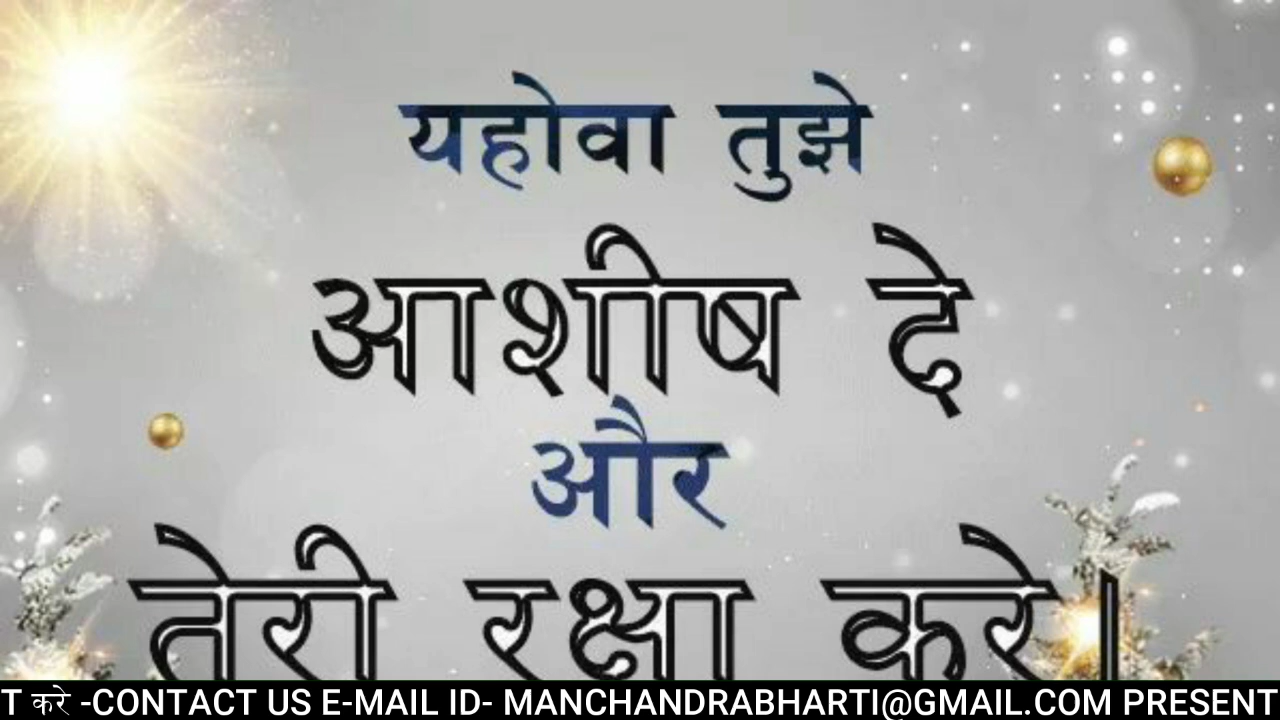 यहोवा तुझे
आशीष दे
और
तेरी रक्षा करे।
T करे -CONTACT US E-MAIL ID- MANCHANDRABHARTI@GMAIL.COM PRESENT